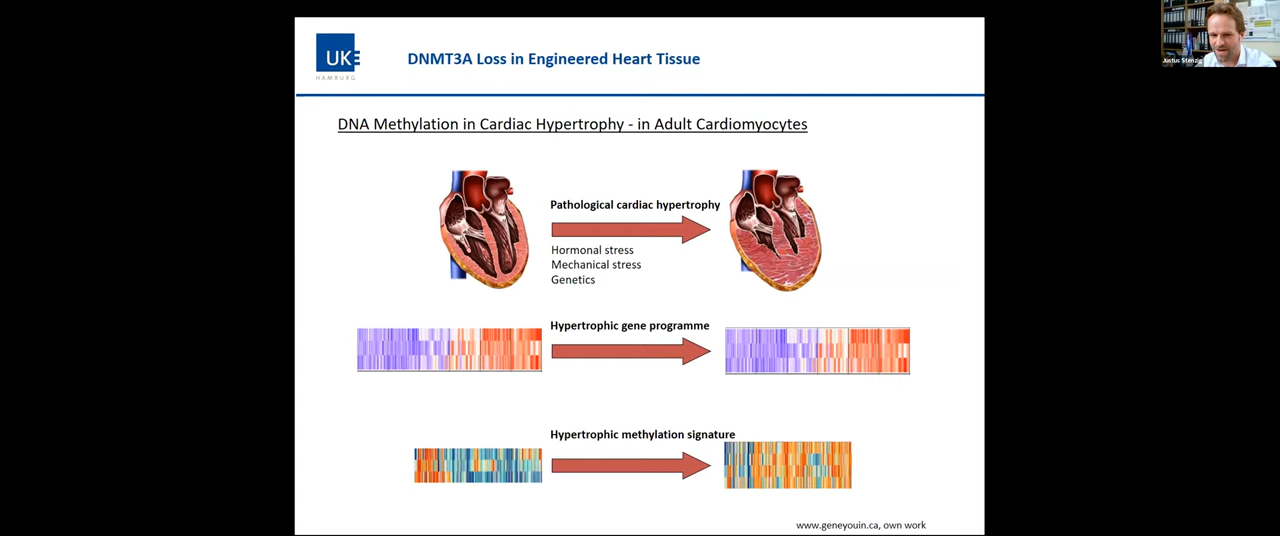 UKE
HAMBURG
DNMT3A Loss in Engineered Heart Tissue
Justus Stenzig
DNA Methylation in Cardiac Hypertrophy - in Adult Cardiomyocytes
Pathological cardiac hypertrophy
Hormonal stress
Mechanical stress
Genetics
Hypertrophic gene programme
Hypertrophic methylation signature
www.geneyouin.ca, own work